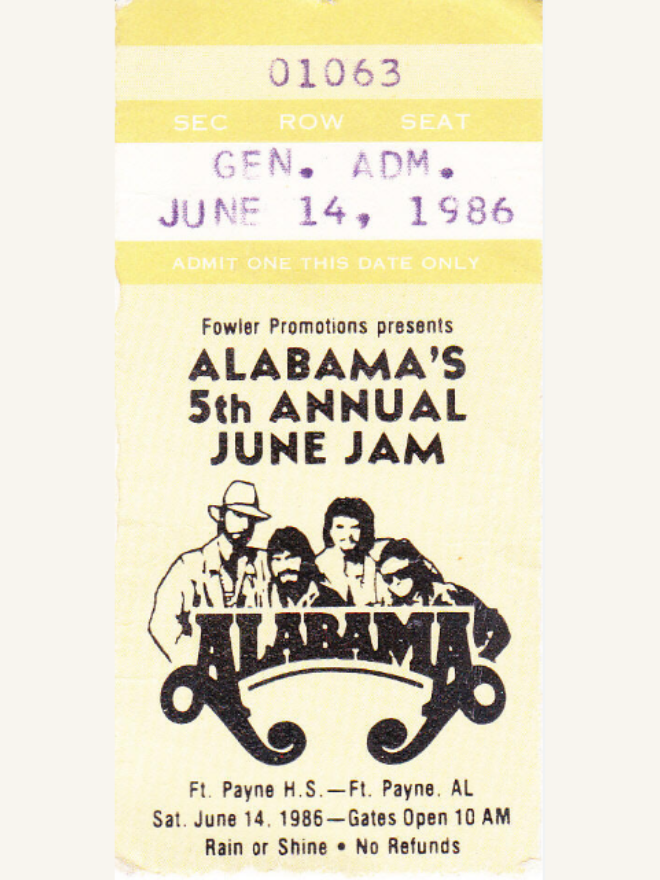 01063
SEC ROW SEAT
GEN. ADM.
JUNE 14, 1986
ADMIT ONE THIS DATE ONLY
Fowler Promotions presents
ALABAMA'S
5th ANNUAL
JUNE JAM
ALABAMA
Ft. Payne H.S.—Ft. Payne, AL
Sat. June 14, 1986—Gates Open 10 AM
Rain or Shine • No Refunds